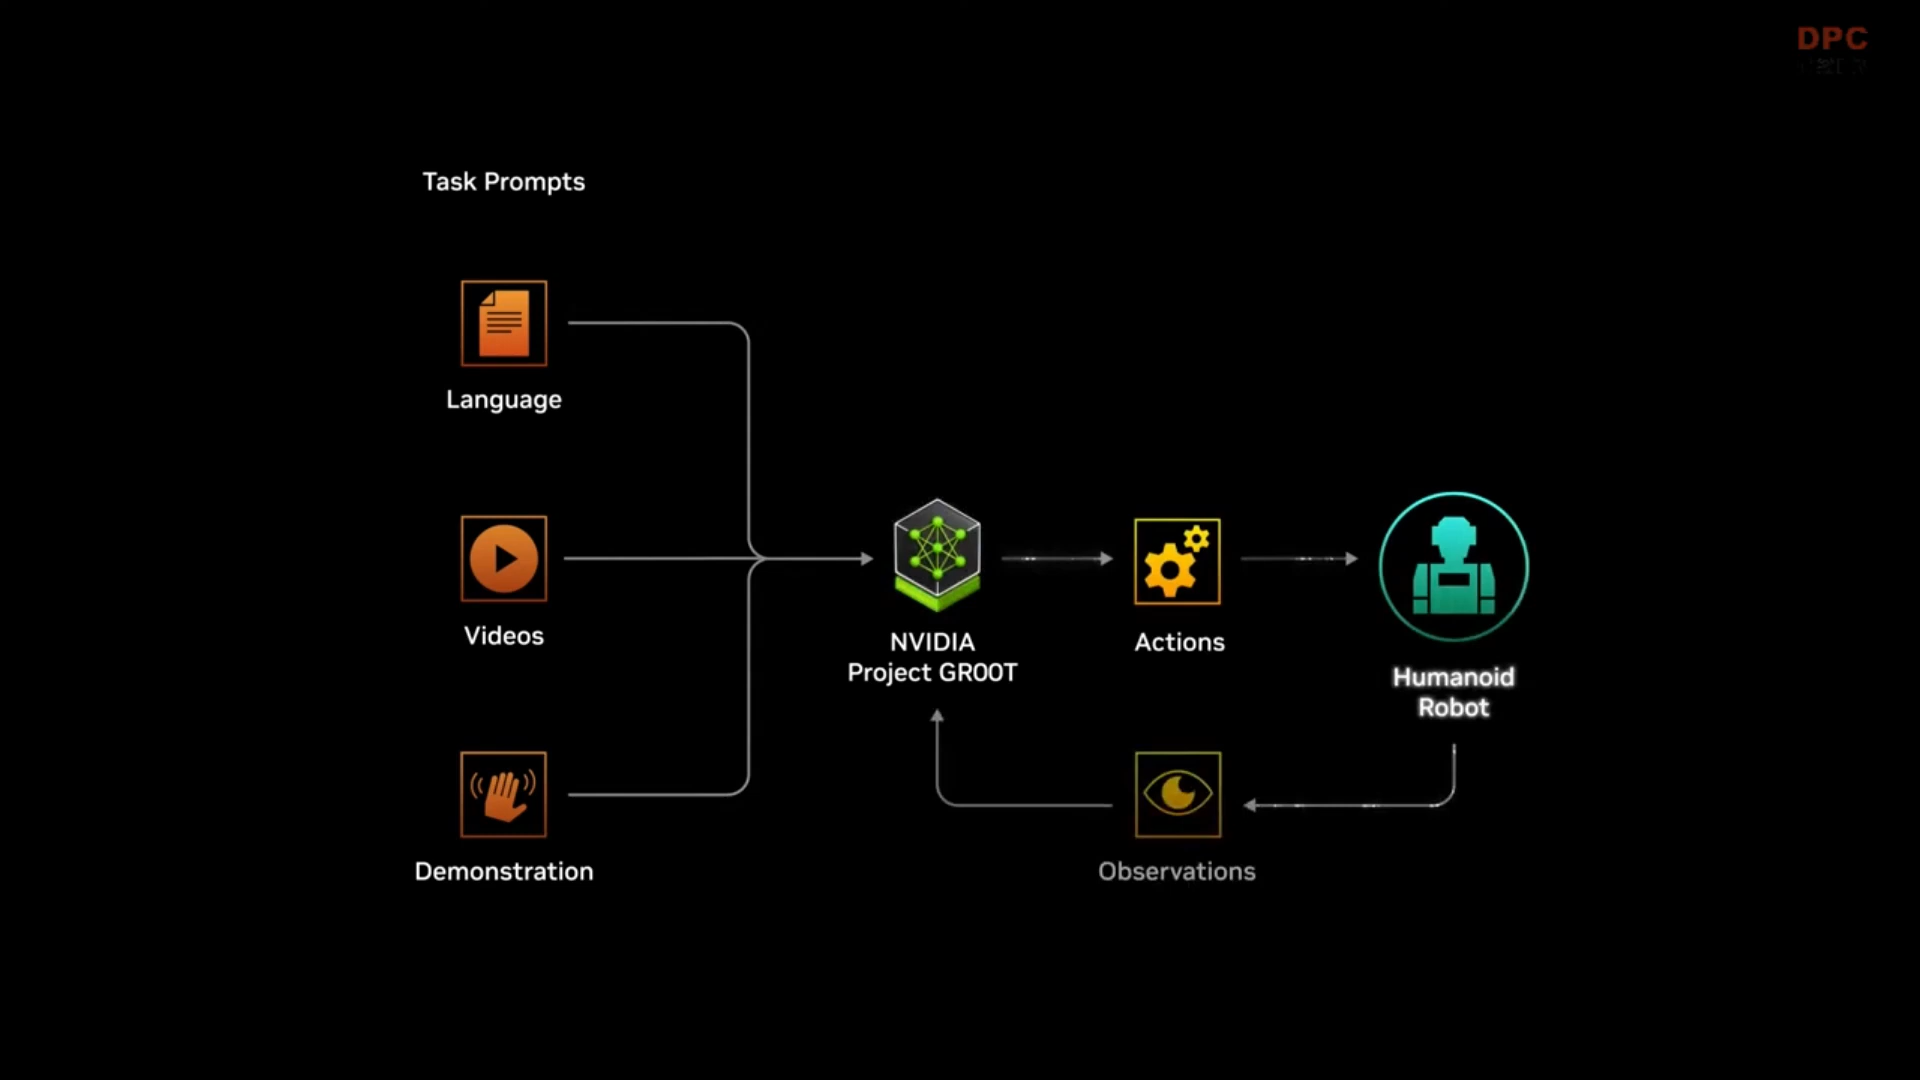 DPC
Task Prompts
Language
Videos
Demonstration
NVIDIA
Project GR00T
Actions
Humanoid
Robot
Observations